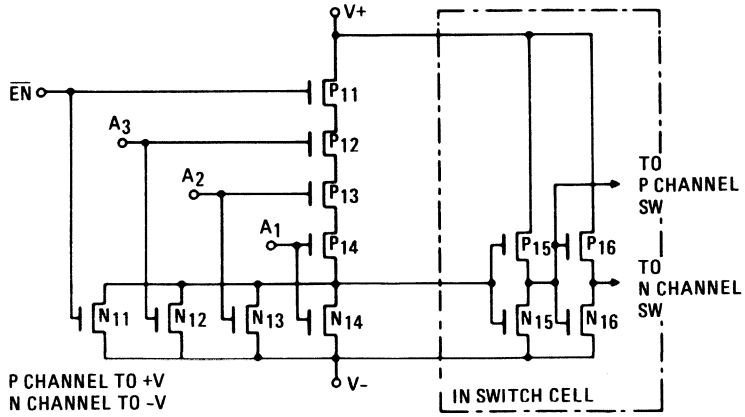 V+
EN
P11
A3
P12
A2
P13
A1
P14
P15
P16
TO
P CHANNEL
SW
TO
N CHANNEL
SW
N11
N12
N13
N14
N15
N16
V-
P CHANNEL TO +V
N CHANNEL TO -V
IN SWITCH CELL